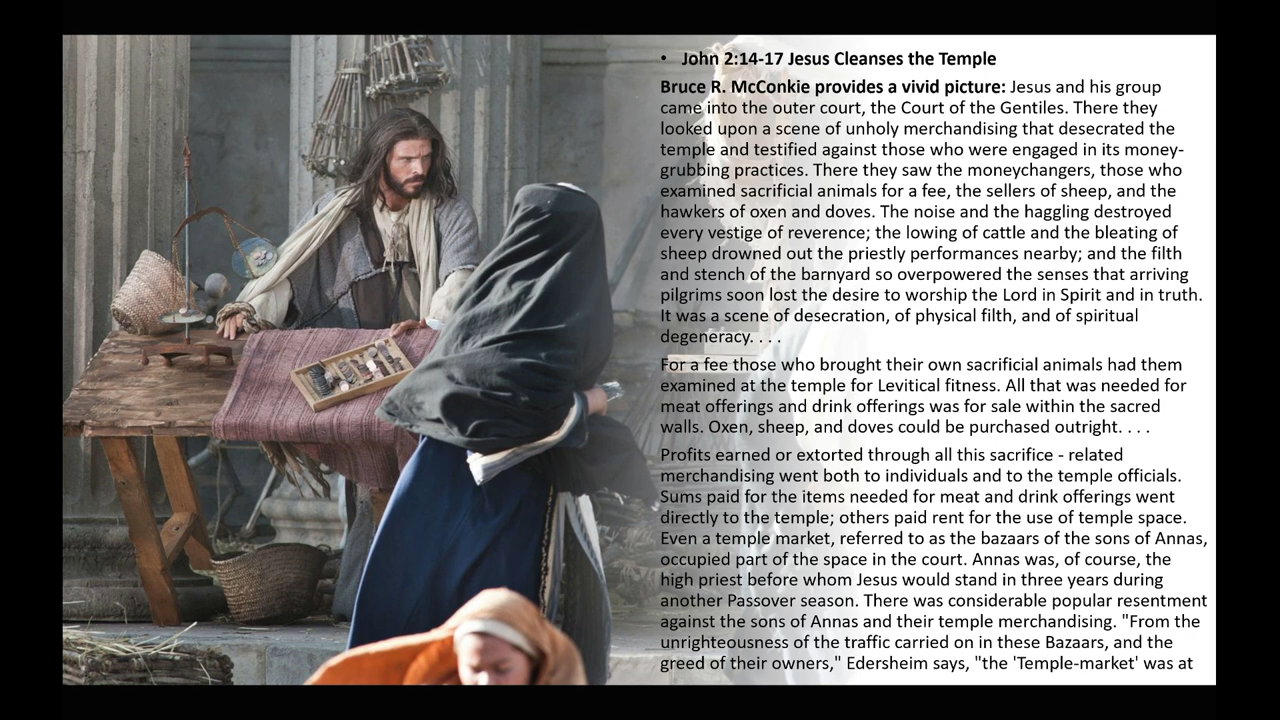 • John 2:14-17 Jesus Cleanses the Temple
Bruce R. McConkie provides a vivid picture: Jesus and his group
came into the outer court, the Court of the Gentiles. There they
looked upon a scene of unholy merchandising that desecrated the
temple and testified against those who were engaged in its money-
grubbing practices. There they saw the moneychangers, those who
examined sacrificial animals for a fee, the sellers of sheep, and the
hawkers of oxen and doves. The noise and the haggling destroyed
every vestige of reverence; the lowing of cattle and the bleating of
sheep drowned out the priestly performances nearby; and the filth
and stench of the barnyard so overpowered the senses that arriving
pilgrims soon lost the desire to worship the Lord in Spirit and in truth.
It was a scene of desecration, of physical filth, and of spiritual
degeneracy. . . .
For a fee those who brought their own sacrificial animals had them
examined at the temple for Levitical fitness. All that was needed for
meat offerings and drink offerings was for sale within the sacred
walls. Oxen, sheep, and doves could be purchased outright. . . .
Profits earned or extorted through all this sacrifice - related
merchandising went both to individuals and to the temple officials.
Sums paid for the items needed for meat and drink offerings went
directly to the temple; others paid rent for the use of temple space.
Even a temple market, referred to as the bazaars of the sons of Annas,
occupied part of the space in the court. Annas was, of course, the
high priest before whom Jesus would stand in three years during
another Passover season. There was considerable popular resentment
against the sons of Annas and their temple merchandising. "From the
unrighteousness of the traffic carried on in these Bazaars, and the
greed of their owners," Edersheim says, "the 'Temple-market' was at